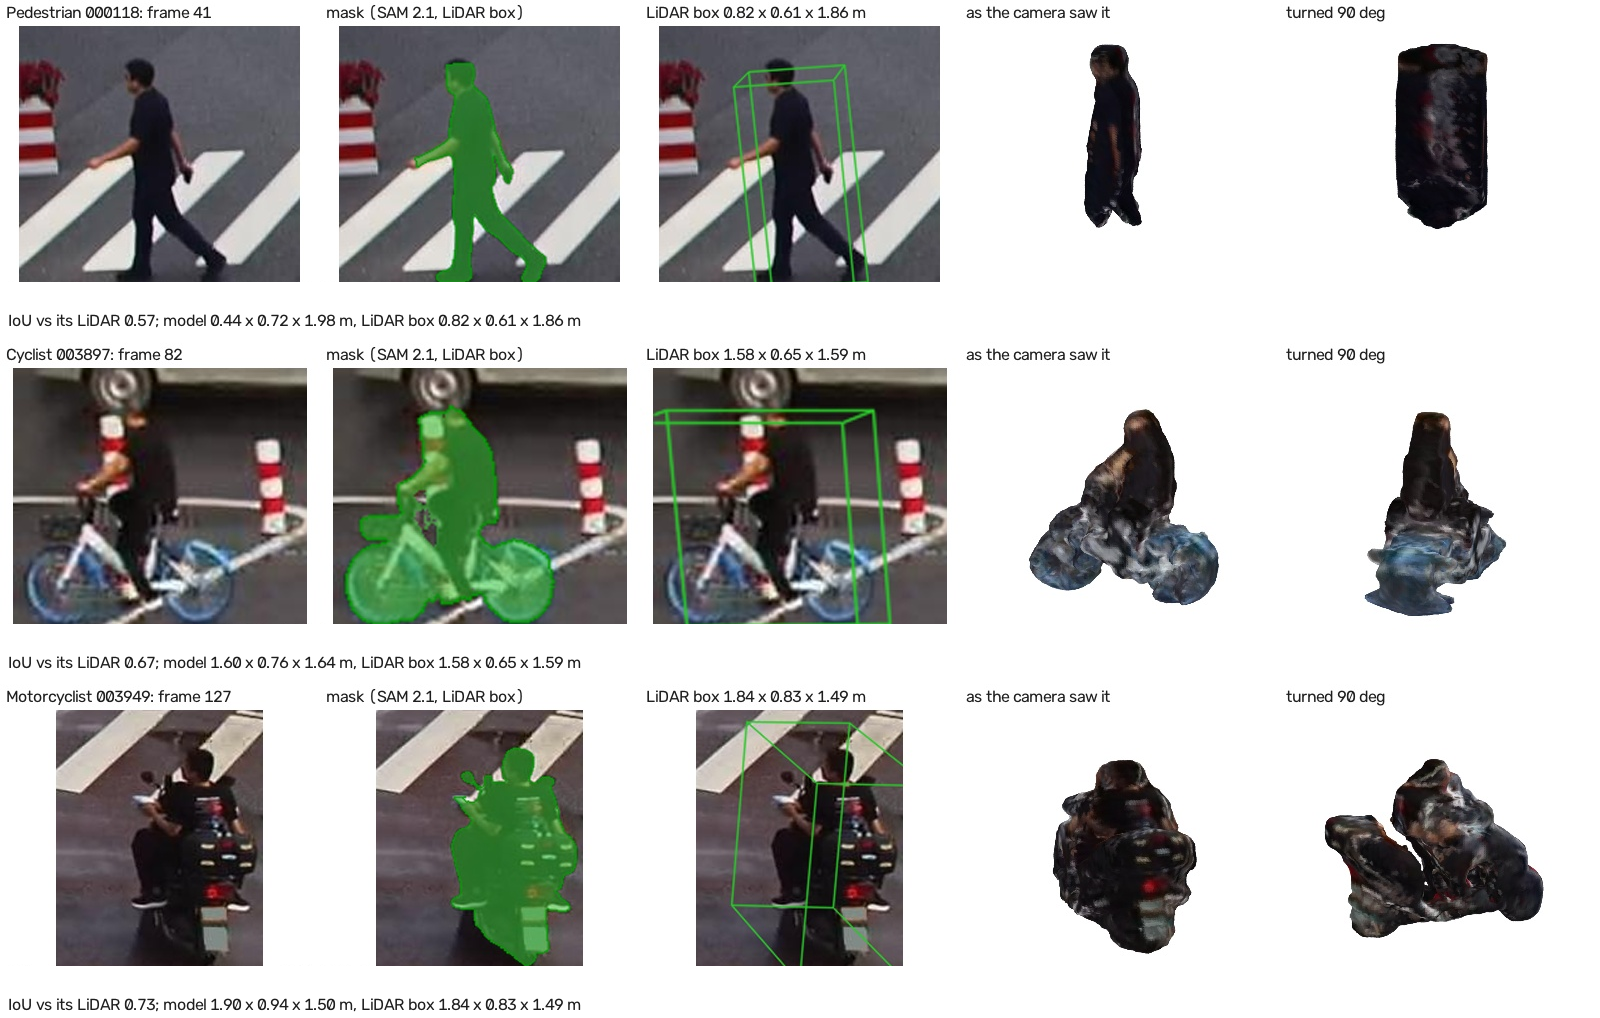 Pedestrian 000118: frame 41
mask (SAM 2.1, LiDAR box)
LiDAR box 0.82 x 0.61 x 1.86 m
as the camera saw it
turned 90 deg
IoU vs its LiDAR 0.57; model 0.44 x 0.72 x 1.98 m, LiDAR box 0.82 x 0.61 x 1.86 m
Cyclist 003897: frame 82
mask (SAM 2.1, LiDAR box)
LiDAR box 1.58 x 0.65 x 1.59 m
as the camera saw it
turned 90 deg
IoU vs its LiDAR 0.67; model 1.60 x 0.76 x 1.64 m, LiDAR box 1.58 x 0.65 x 1.59 m
Motorcyclist 003949: frame 127
mask (SAM 2.1, LiDAR box)
LiDAR box 1.84 x 0.83 x 1.49 m
as the camera saw it
turned 90 deg
IoU vs its LiDAR 0.73; model 1.90 x 0.94 x 1.50 m, LiDAR box 1.84 x 0.83 x 1.49 m